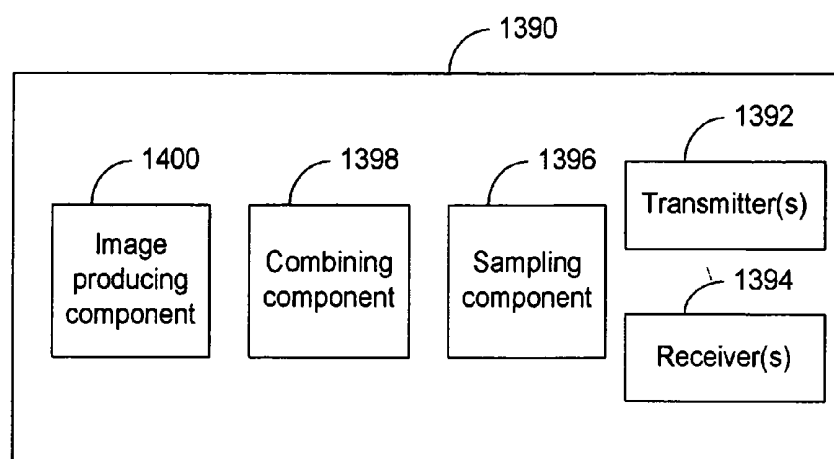 1390
1400
1398
1396
1392
Image
producing
component
Combining
component
Sampling
component
Transmitter(s)
1394
Receiver(s)